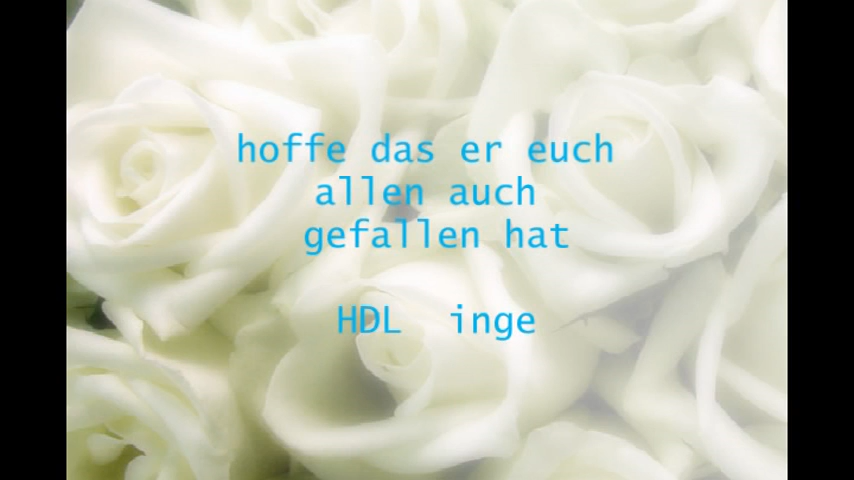 hoffe das er euch
allen auch
gefallen hat
HDL inge